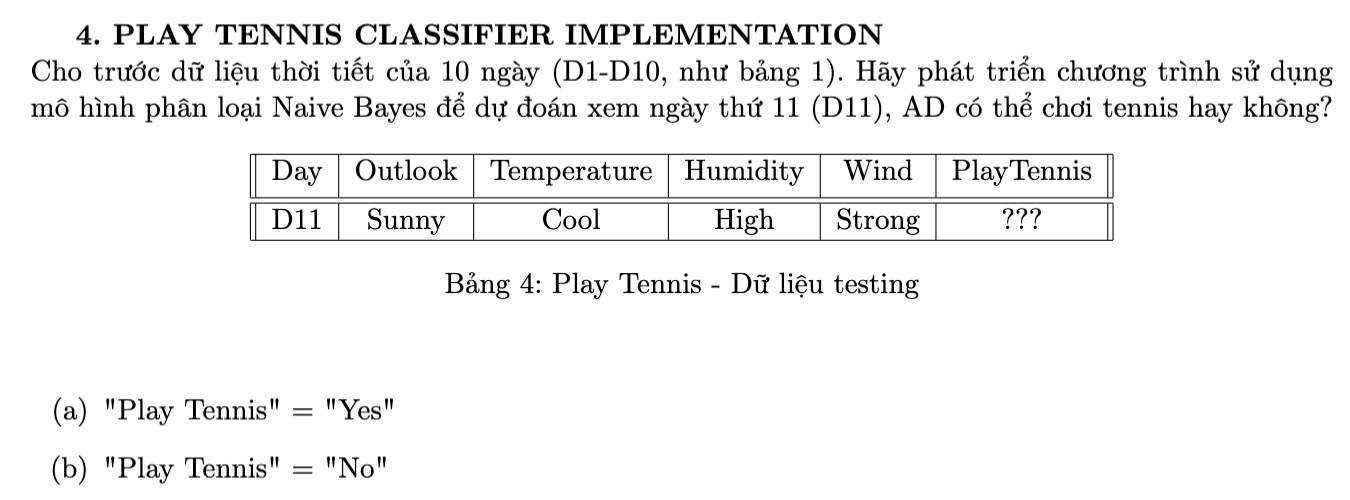 4. PLAY TENNIS CLASSIFIER IMPLEMENTATION
Cho trước dữ liệu thời tiết của 10 ngày (D1-D10, như bảng 1). Hãy phát triển chương trình sử dụng
mô hình phân loại Naive Bayes để dự đoán xem ngày thứ 11 (D11), AD có thể chơi tennis hay không?
Day Outlook Temperature Humidity Wind PlayTennis
D11 Sunny Cool High Strong ???
Bảng 4: Play Tennis - Dữ liệu testing
(a) "Play Tennis" = "Yes"
(b) "Play Tennis" = "No"